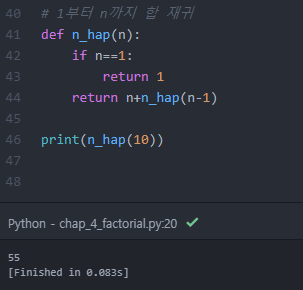 40 # 1부터 n까지 합 재귀
41 def n_hap(n):
42     if n==1:
43         return 1
44     return n+n_hap(n-1)
45
46 print(n_hap(10))
47
48
Python - chap_4_factorial.py:20 ✓
55
[Finished in 0.083s]